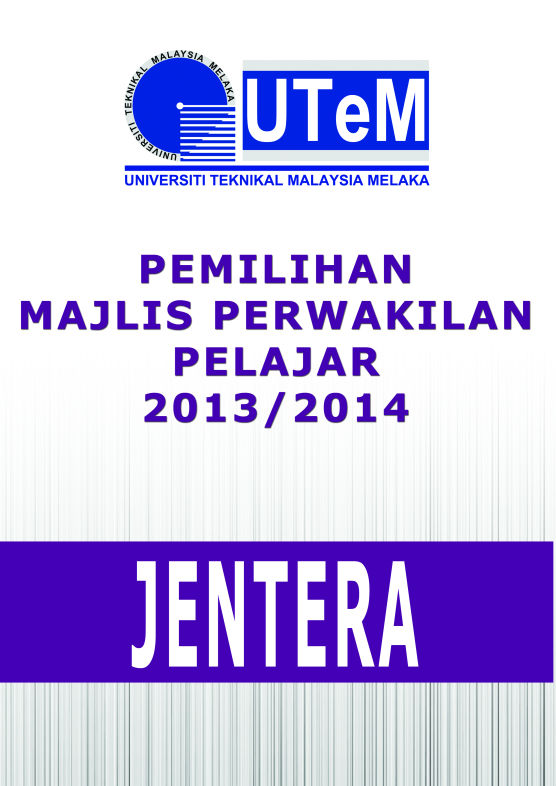 UNIVERSITI TEKNIKAL MALAYSIA MELAKA
UTeM
UNIVERSITI TEKNIKAL MALAYSIA MELAKA
PEMILIHAN
MAJLIS PERWAKILAN
PELAJAR
2013/2014
JENTERA